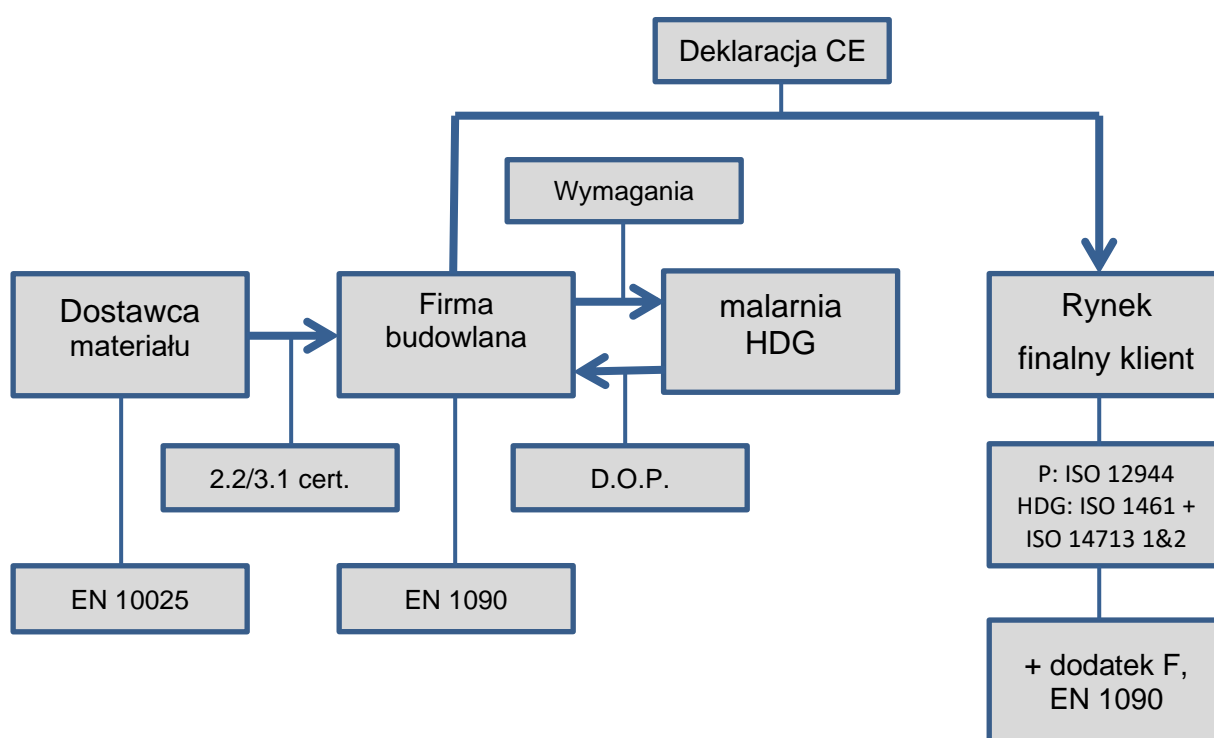 Deklaracja CE
Wymagania
Dostawca
materiału
Firma
budowlana
malarnia
HDG
Rynek
finalny klient
2.2/3.1 cert.
D.O.P.
P: ISO 12944
HDG: ISO 1461 +
ISO 14713 1&2
EN 10025
EN 1090
+ dodatek F,
EN 1090